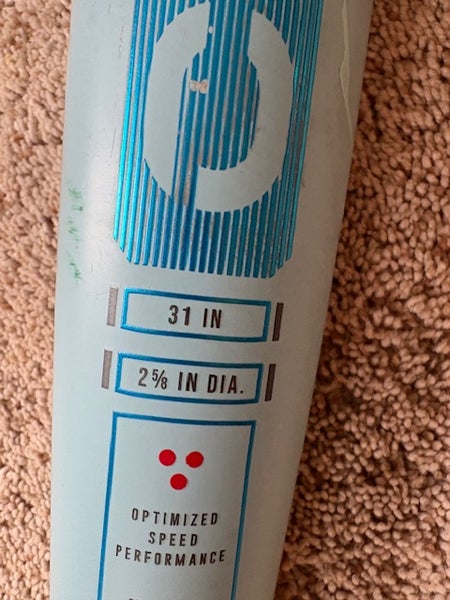 31 IN
2⅝ IN DIA.
OPTIMIZED
SPEED
PERFORMANCE